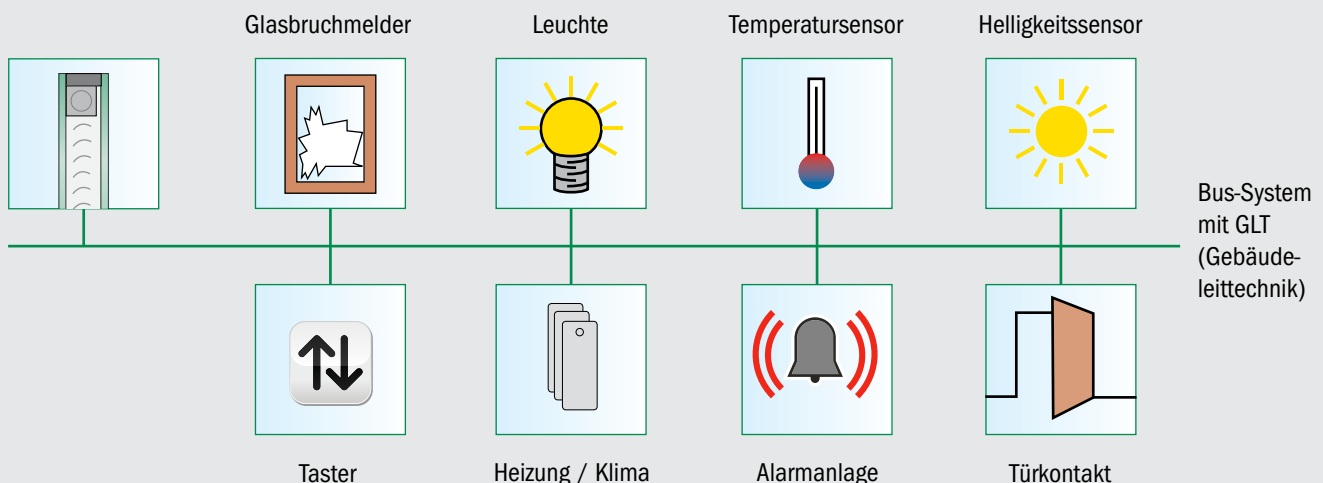 Glasbruchmelder
Leuchte
Temperatursensor
Helligkeitssensor
Bus-System
mit GLT
(Gebäude-
leittechnik)
Taster
Heizung / Klima
Alarmanlage
Türkontakt